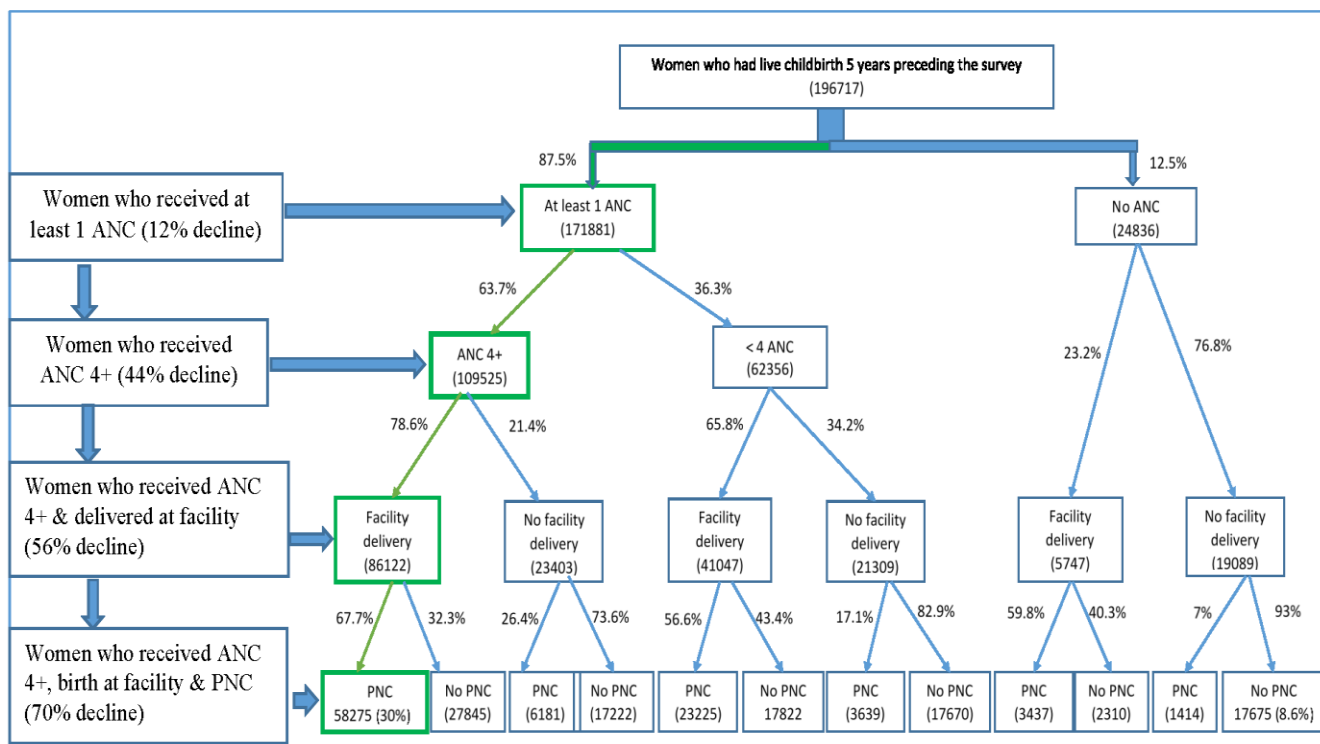 Women who had live childbirth 5 years preceding the survey
(196717)
87.5%
12.5%
Women who received at
least 1 ANC (12% decline)
At least 1 ANC
(171881)
No ANC
(24836)
63.7%
36.3%
Women who received
ANC 4+ (44% decline)
ANC 4+
(109525)
< 4 ANC
(62356)
23.2%
76.8%
78.6%
21.4%
65.8%
34.2%
Women who received ANC
4+ & delivered at facility
(56% decline)
Facility
delivery
(86122)
No facility
delivery
(23403)
Facility
delivery
(41047)
No facility
delivery
(21309)
Facility
delivery
(5747)
No facility
delivery
(19089)
67.7%
32.3%
26.4%
73.6%
56.6%
43.4%
17.1%
82.9%
59.8%
40.3%
7%
93%
Women who received ANC
4+, birth at facility & PNC
(70% decline)
PNC
58275 (30%)
No PNC
(27845)
PNC
(6181)
No PNC
(17222)
PNC
(23225)
No PNC
17822
PNC
(3639)
No PNC
(17670)
PNC
(3437)
No PNC
(2310)
PNC
(1414)
No PNC
17675 (8.6%)